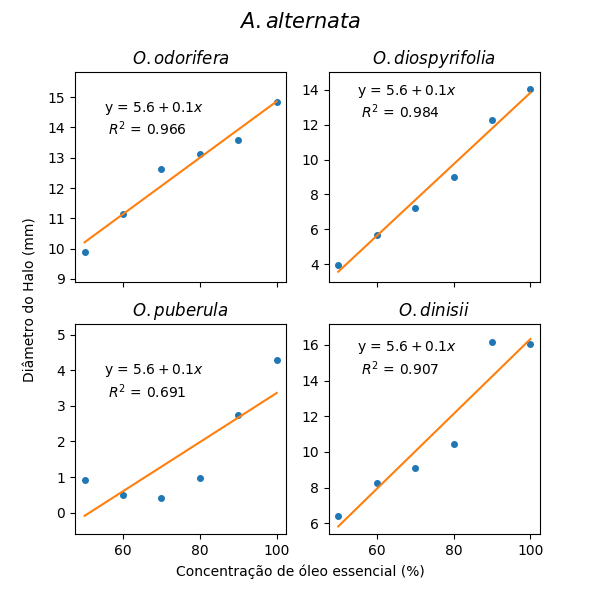 A. alternata
O. odorifera
O. diospyrifolia
y = 5.6 + 0.1x
R² = 0.966
15
14
13
12
11
10
9
y = 5.6 + 0.1x
R² = 0.984
14
12
10
8
6
4
Diâmetro do Halo (mm)
O. puberula
O. dinisii
y = 5.6 + 0.1x
R² = 0.691
5
4
3
2
1
0
60 80 100
y = 5.6 + 0.1x
R² = 0.907
16
14
12
10
8
6
60 80 100
Concentração de óleo essencial (%)